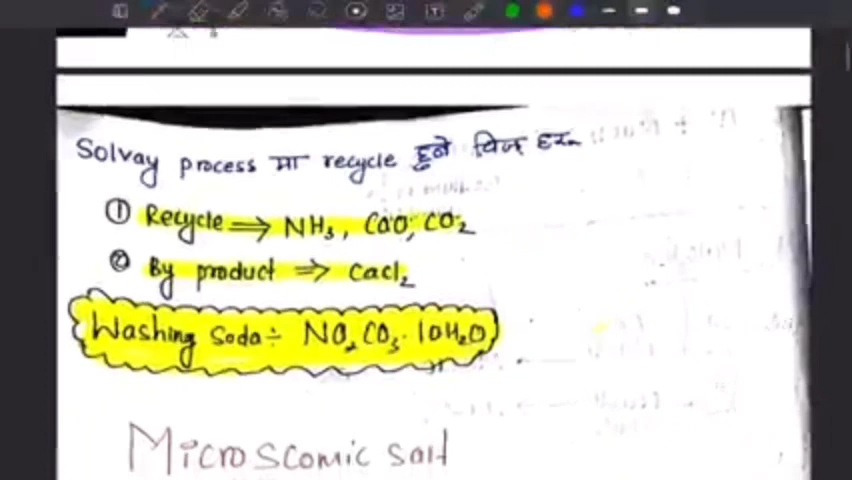 Solvay process मा recycle हुने चिज हरु
① Recycle ⇒ NH₃, CaO, CO₂
② By product ⇒ CaCl₂
Washing Soda ÷ Na₂CO₃·10H₂O
Microscomic salt